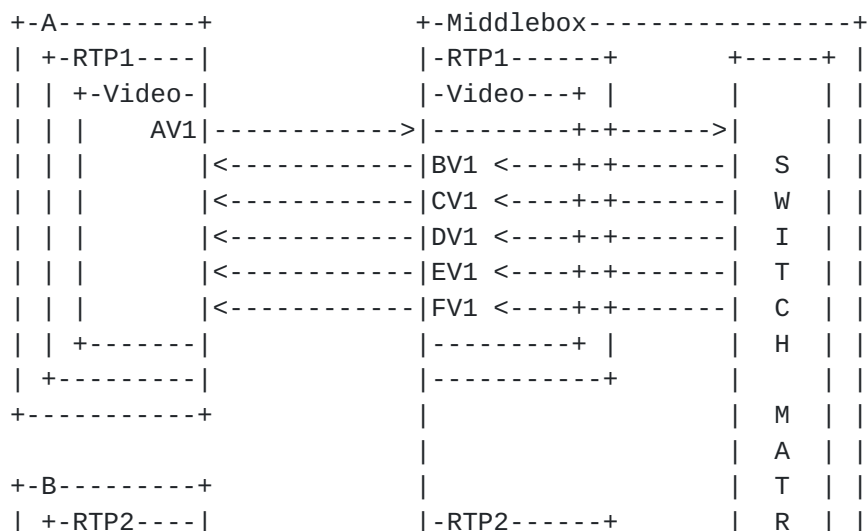 +-A---------+             +-Middlebox-----------------+
| +-RTP1----|             |-RTP1------+       +-----+ |
| | +-Video-|             |-Video---+ |       |     | |
| | |    AV1|------------>|---------+-+------>|     | |
| | |       |<------------|BV1 <----+-+-------|  S  | |
| | |       |<------------|CV1 <----+-+-------|  W  | |
| | |       |<------------|DV1 <----+-+-------|  I  | |
| | |       |<------------|EV1 <----+-+-------|  T  | |
| | |       |<------------|FV1 <----+-+-------|  C  | |
| | +-------|             |---------+ |       |  H  | |
| +---------|             |-----------+       |     | |
+-----------+             |                   |  M  | |
                          |                   |  A  | |
+-B---------+             |                   |  T  | |
| +-RTP2----|             |-RTP2------+       |  R  | |